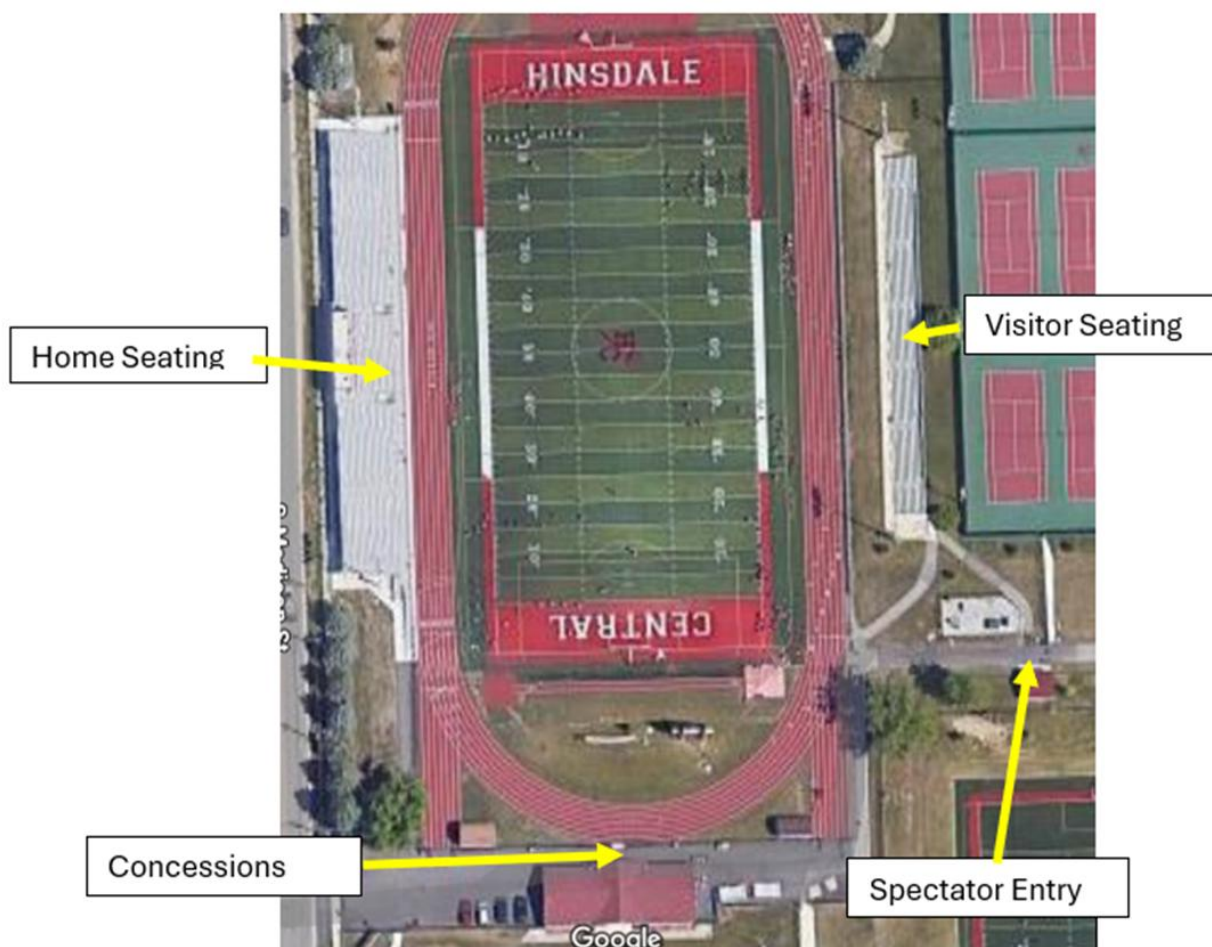 HINSDALE
Visitor Seating
Home Seating
CENTRAL
Concessions
Spectator Entry
Google